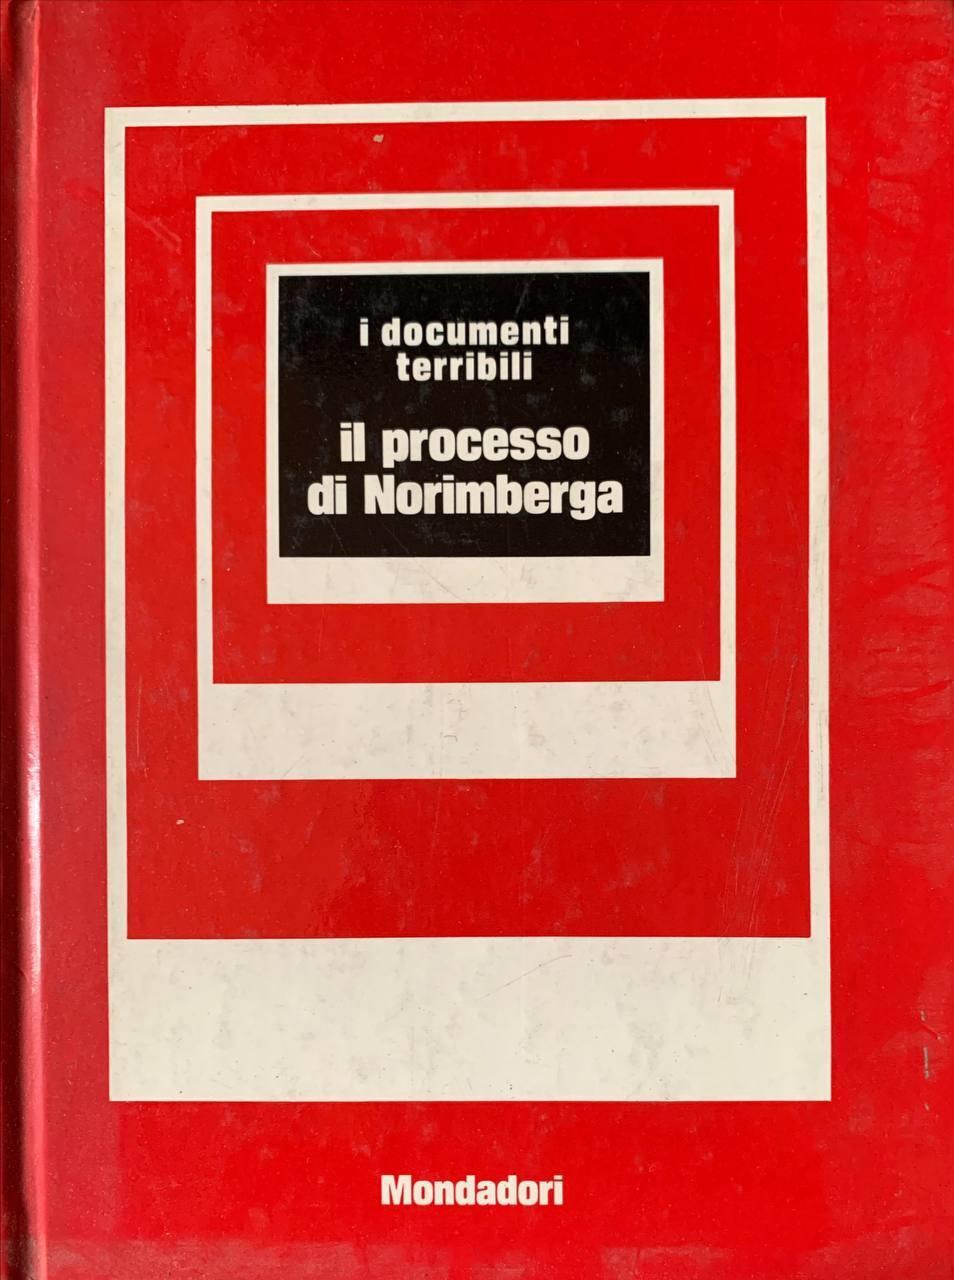 i documenti
terribili
il processo
di Norimberga
Mondadori